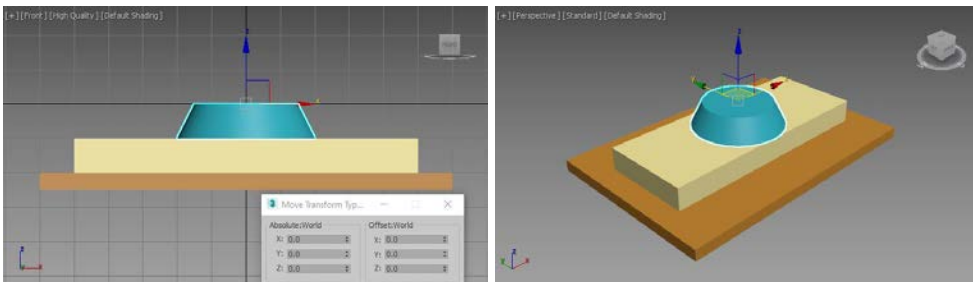 [+] [Front ] [High Quality ] [Default Shading ]
[+] [Perspective ] [Standard ] [Default Shading ]
3 Move Transform Typ...
Absolute:World
Offset:World
X: 0.0
X: 0.0
Y: 0.0
Y: 0.0
Z: 0.0
Z: 0.0
z
x
z
y
x